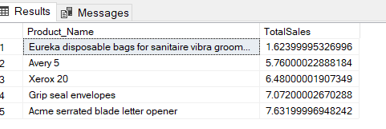 Results Messages
Product_Name TotalSales
1 Eureka disposable bags for sanitaire vibra groom... 1.62399995326996
2 Avery 5 5.76000022888184
3 Xerox 20 6.48000001907349
4 Grip seal envelopes 7.07200002670288
5 Acme serrated blade letter opener 7.63199996948242